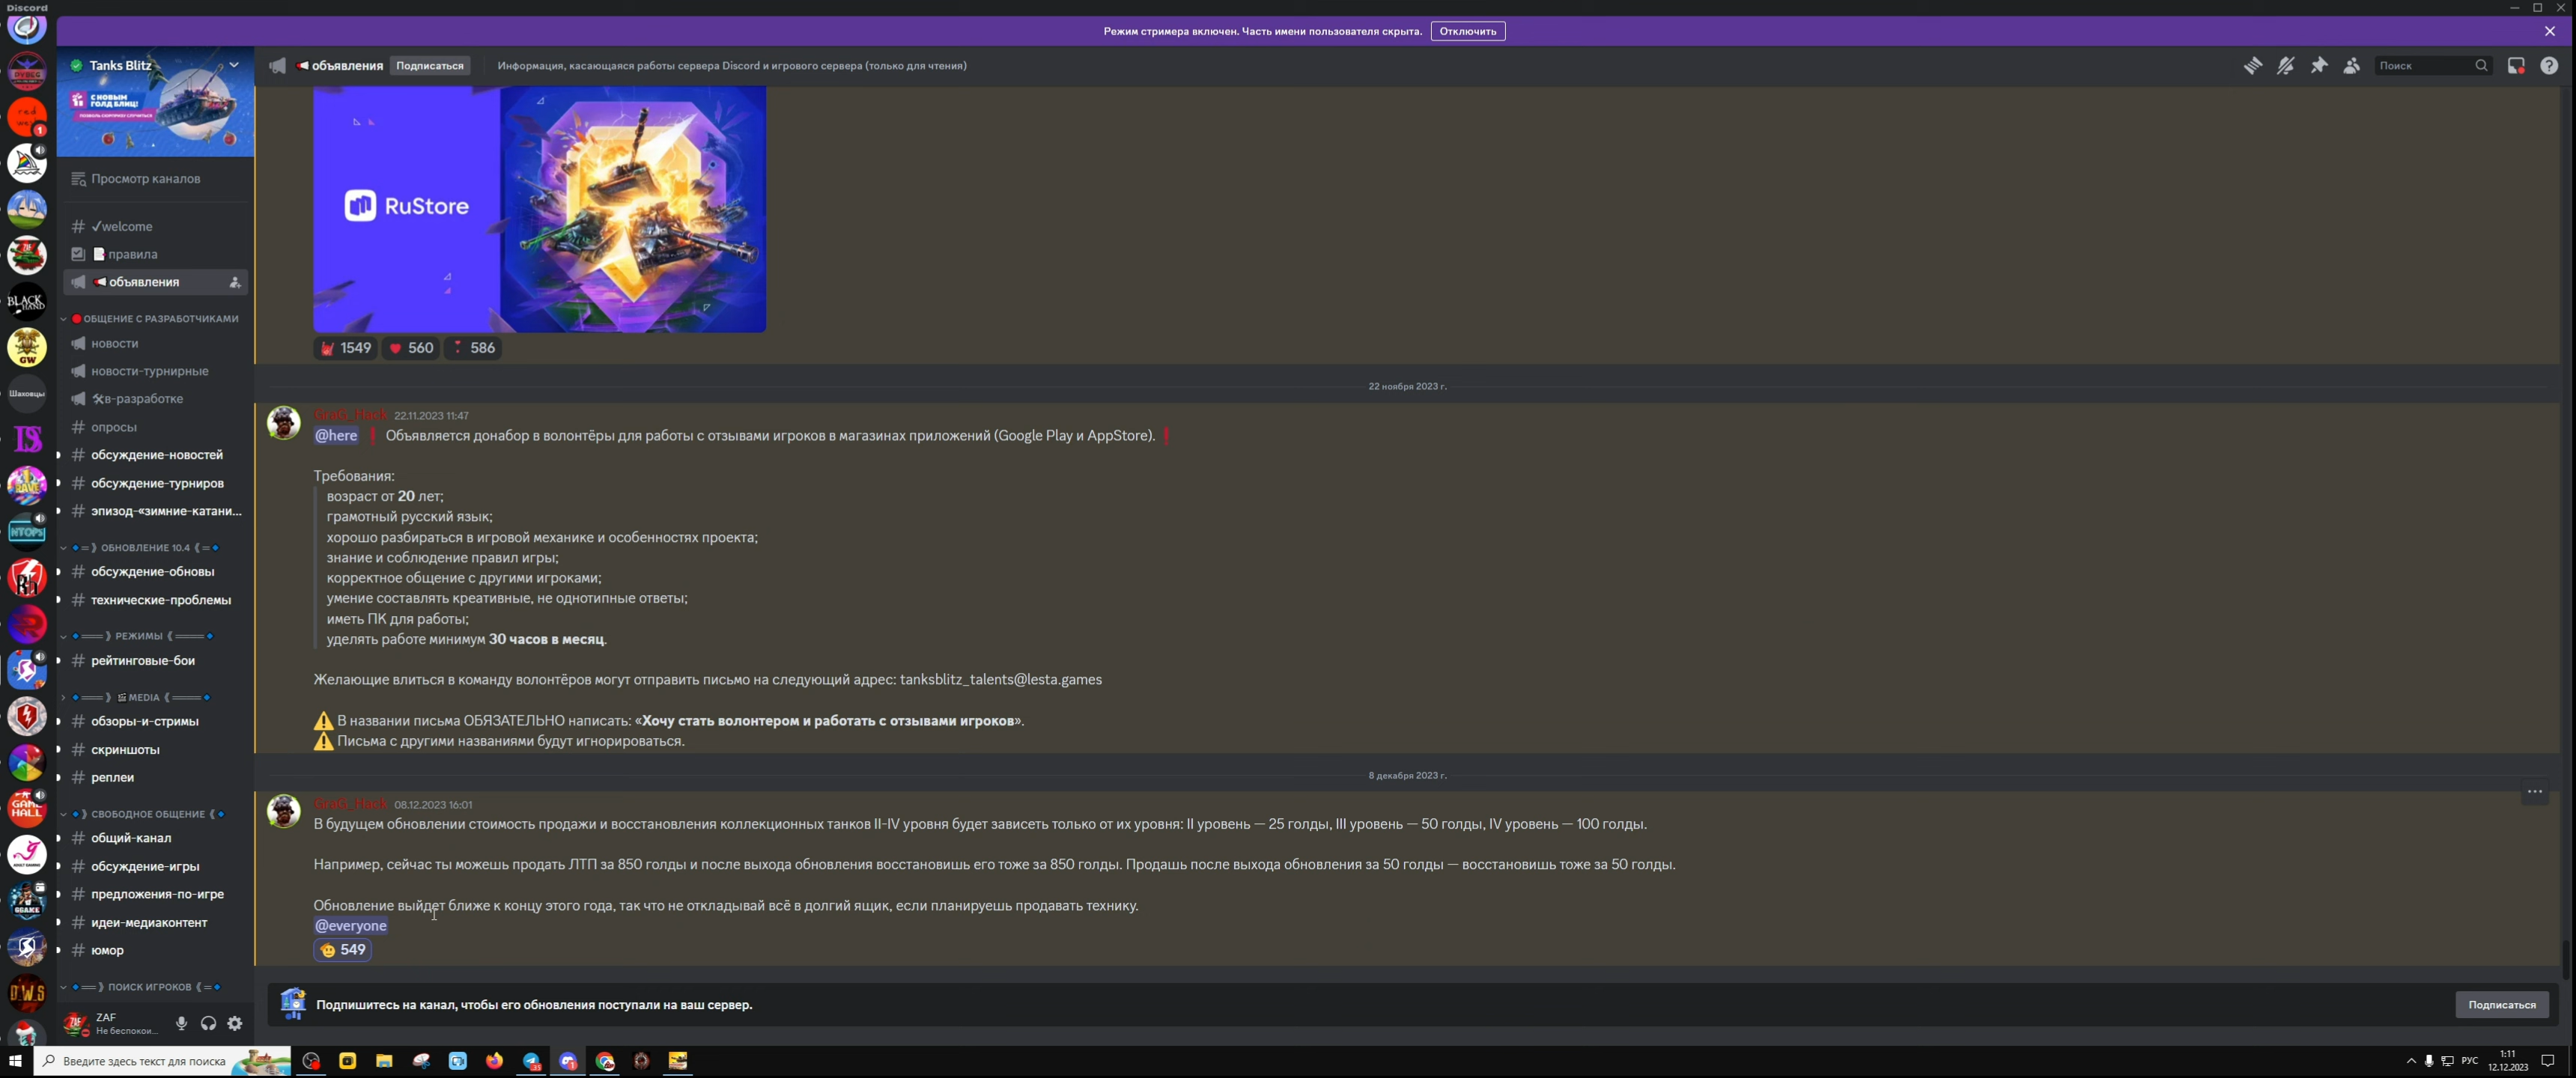 Discord
Режим стримера включен. Часть имени пользователя скрыта. Отключить
Tanks Blitz
С НОВЫМ
ГОЛД БЛИЦ!
объявления Подписаться Информация, касающаяся работы сервера Discord и игрового сервера (только для чтения) Поиск
Просмотр каналов
✓welcome
правила
объявления
ОБЩЕНИЕ С РАЗРАБОТЧИКАМИ
новости
новости-турнирные
в-разработке
опросы
обсуждение-новостей
обсуждение-турниров
эпизод-«зимние-катани...
ОБНОВЛЕНИЕ 10.4
обсуждение-обновы
технические-проблемы
РЕЖИМЫ
рейтинговые-бои
MEDIA
обзоры-и-стримы
скриншоты
реплеи
СВОБОДНОЕ ОБЩЕНИЕ
общий-канал
обсуждение-игры
предложения-по-игре
идеи-медиаконтент
юмор
ПОИСК ИГРОКОВ
ZAF
Не беспокои...
BLACK HAND
GW
Шаховцы
GAME HALL
D.W.S
RuStore
1549 560 586
22 ноября 2023 г.
22.11.2023 11:47
@here ❗ Объявляется донабор в волонтёры для работы с отзывами игроков в магазинах приложений (Google Play и AppStore). ❗
Требования:
возраст от 20 лет;
грамотный русский язык;
хорошо разбираться в игровой механике и особенностях проекта;
знание и соблюдение правил игры;
корректное общение с другими игроками;
умение составлять креативные, не однотипные ответы;
иметь ПК для работы;
уделять работе минимум 30 часов в месяц.
Желающие влиться в команду волонтёров могут отправить письмо на следующий адрес: tanksblitz_talents@lesta.games
⚠️ В названии письма ОБЯЗАТЕЛЬНО написать: «Хочу стать волонтером и работать с отзывами игроков».
⚠️ Письма с другими названиями будут игнорироваться.
8 декабря 2023 г.
08.12.2023 16:01
В будущем обновлении стоимость продажи и восстановления коллекционных танков II-IV уровня будет зависеть только от их уровня: II уровень — 25 голды, III уровень — 50 голды, IV уровень — 100 голды.
Например, сейчас ты можешь продать ЛТП за 850 голды и после выхода обновления восстановишь его тоже за 850 голды. Продашь после выхода обновления за 50 голды — восстановишь тоже за 50 голды.
Обновление выйдет ближе к концу этого года, так что не откладывай всё в долгий ящик, если планируешь продавать технику.
@everyone
549
Подпишитесь на канал, чтобы его обновления поступали на ваш сервер. Подписаться
Введите здесь текст для поиска
РУС
1:11
12.12.2023